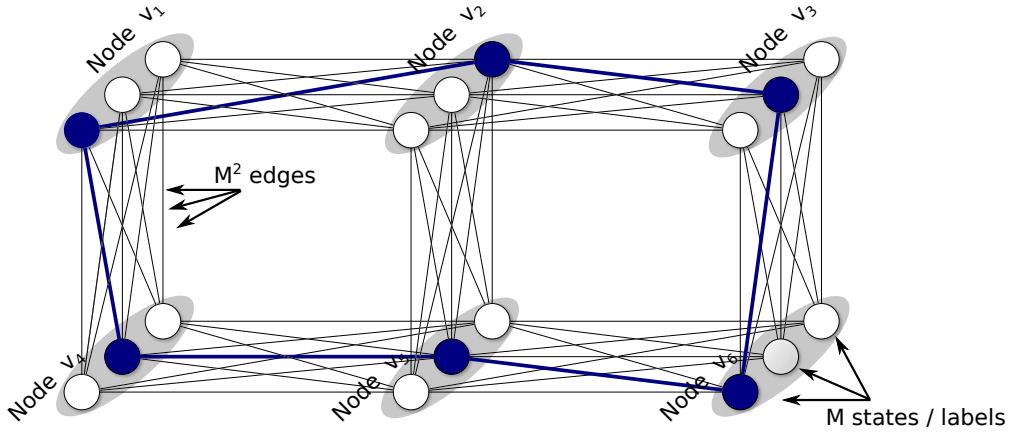 Node v₁
Node v₂
Node v₃
M² edges
Node v₄
Node v₅
Node v₆
M states / labels